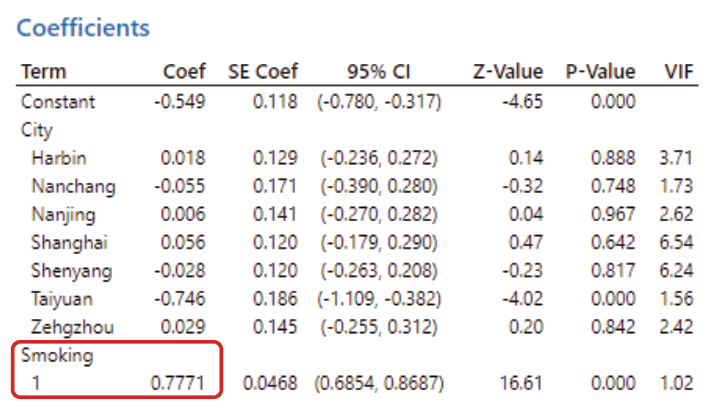 Coefficients
Term Coef SE Coef 95% CI Z-Value P-Value VIF
Constant -0.549 0.118 (-0.780, -0.317) -4.65 0.000
City
Harbin 0.018 0.129 (-0.236, 0.272) 0.14 0.888 3.71
Nanchang -0.055 0.171 (-0.390, 0.280) -0.32 0.748 1.73
Nanjing 0.006 0.141 (-0.270, 0.282) 0.04 0.967 2.62
Shanghai 0.056 0.120 (-0.179, 0.290) 0.47 0.642 6.54
Shenyang -0.028 0.120 (-0.263, 0.208) -0.23 0.817 6.24
Taiyuan -0.746 0.186 (-1.109, -0.382) -4.02 0.000 1.56
Zehgzhou 0.029 0.145 (-0.255, 0.312) 0.20 0.842 2.42
Smoking
1 0.7771 0.0468 (0.6854, 0.8687) 16.61 0.000 1.02